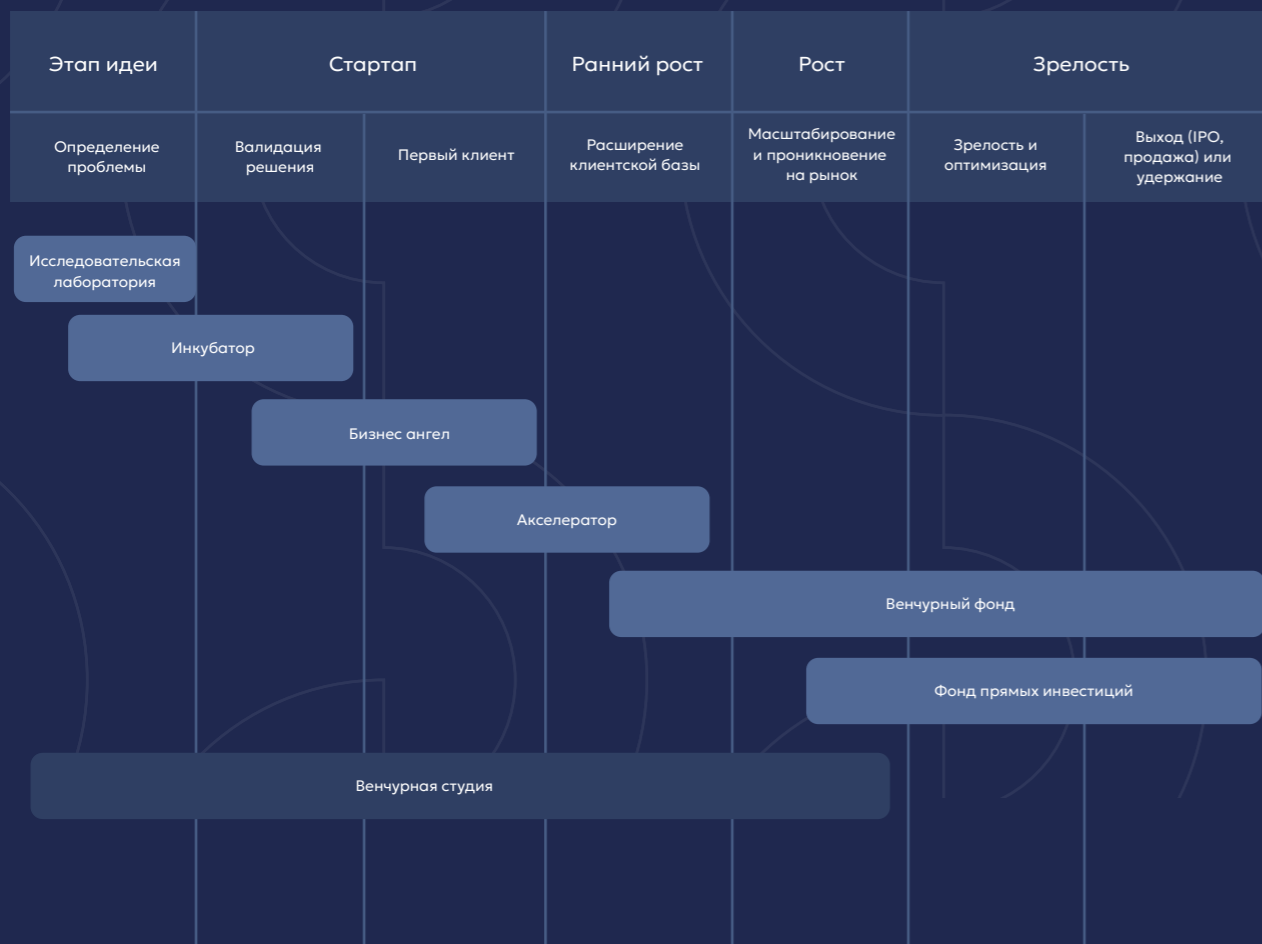 Этап идеи
Стартап
Ранний рост
Рост
Зрелость
Определение
проблемы
Валидация
решения
Первый клиент
Расширение
клиентской базы
Масштабирование
и проникновение
на рынок
Зрелость и
оптимизация
Выход (IPO,
продажа) или
удержание
Исследовательская
лаборатория
Инкубатор
Бизнес ангел
Акселератор
Венчурный фонд
Фонд прямых инвестиций
Венчурная студия